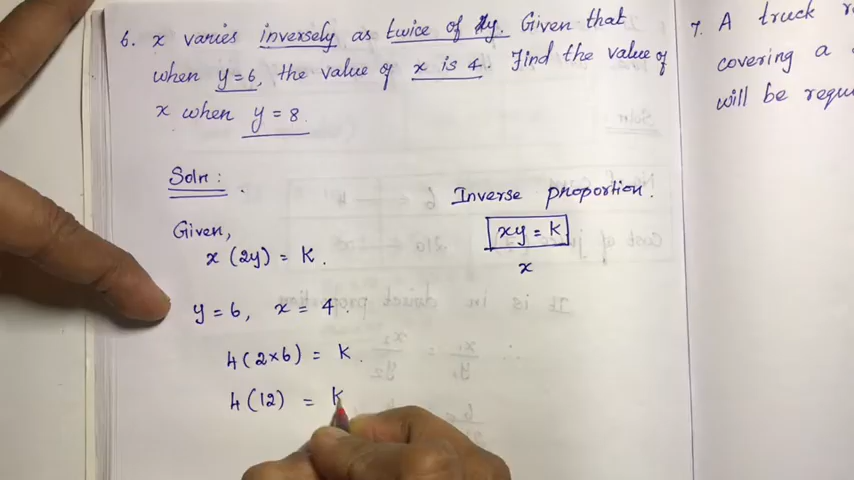 6. x varies inversely as twice of y. Given that
when y=6, the value of x is 4. Find the value of
x when y = 8.
Soln:
Inverse proportion.
Given,
xy = K
x (2y) = K.
x
y = 6, x = 4.
4(2×6) = K.
4(12) = K
7. A truck
covering a
will be